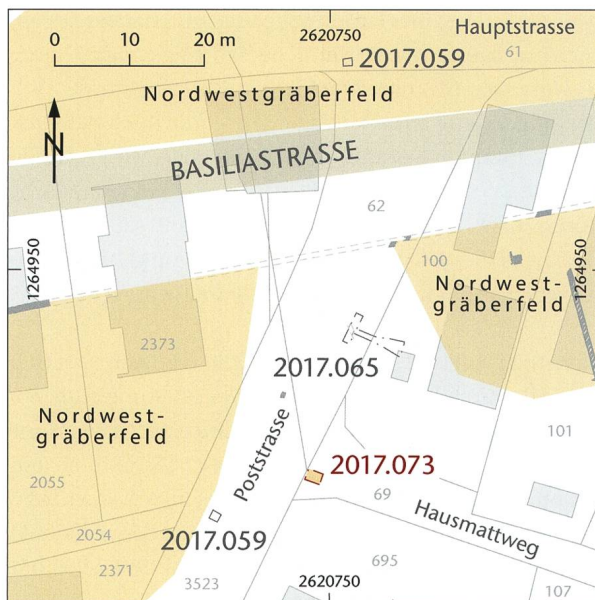 2620750
Hauptstrasse
0 10 20 m
2017.059
61
Nordwestgräberfeld
N
BASILIASTRASSE
62
1264950
100
1264950
Nordwest-
gräberfeld
2373
2017.065
Nordwest-
gräberfeld
Poststrasse
101
2017.073
2055
69
Hausmattweg
2054
2017.059
2371
695
3523
2620750
107